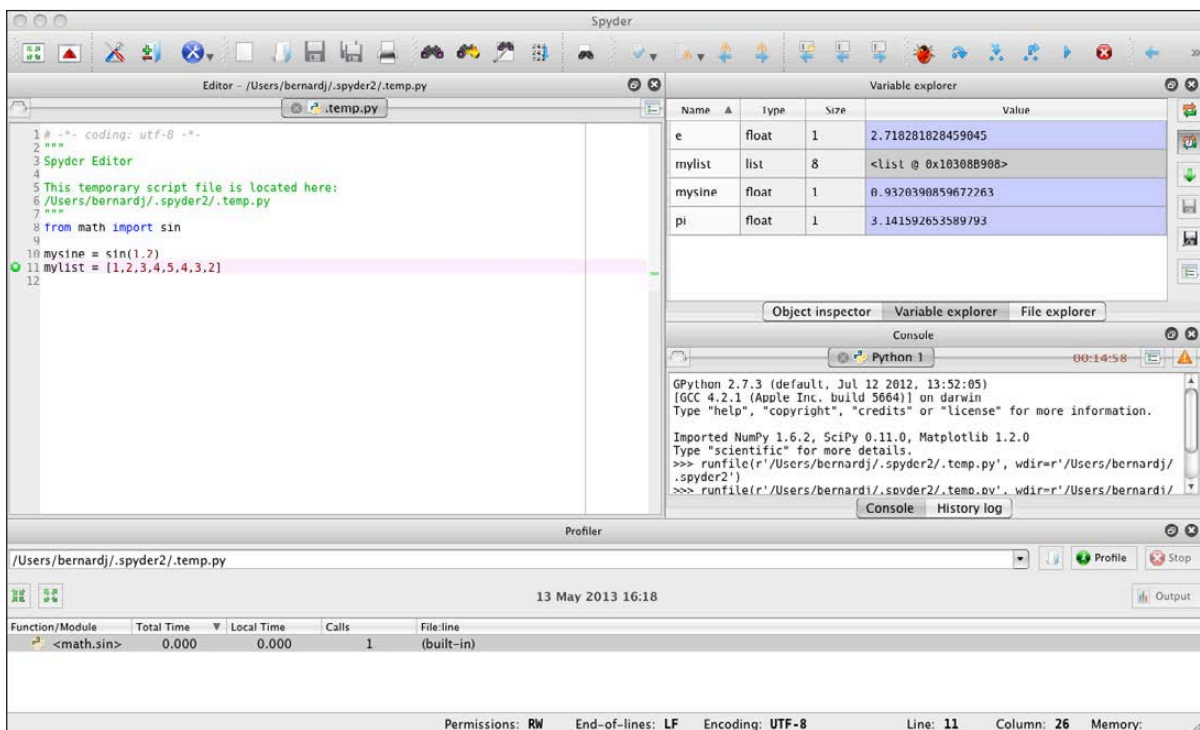 Spyder
Editor - /Users/bernardj/.spyder2/.temp.py
.temp.py
1 # -*- coding: utf-8 -*-
2 """
3 Spyder Editor
4
5 This temporary script file is located here:
6 /Users/bernardj/.spyder2/.temp.py
7 """
8 from math import sin
9
10 mysine = sin(1.2)
11 mylist = [1,2,3,4,5,4,3,2]
12
Variable explorer
Name Type Size Value
e float 1 2.718281828459045
mylist list 8 <list @ 0x10308B908>
mysine float 1 0.9320390859672263
pi float 1 3.141592653589793
Object inspector Variable explorer File explorer
Console
Python 1 00:14:58
GPython 2.7.3 (default, Jul 12 2012, 13:52:05)
[GCC 4.2.1 (Apple Inc. build 5664)] on darwin
Type "help", "copyright", "credits" or "license" for more information.
Imported NumPy 1.6.2, SciPy 0.11.0, Matplotlib 1.2.0
Type "scientific" for more details.
>>> runfile(r'/Users/bernardj/.spyder2/.temp.py', wdir=r'/Users/bernardj/
.spyder2')
>>> runfile(r'/Users/bernardj/.spyder2/.temp.py', wdir=r'/Users/bernardj/
Console History log
Profiler
/Users/bernardj/.spyder2/.temp.py Profile Stop
13 May 2013 16:18 Output
Function/Module Total Time Local Time Calls File:line
<math.sin> 0.000 0.000 1 (built-in)
Permissions: RW End-of-lines: LF Encoding: UTF-8 Line: 11 Column: 26 Memory: